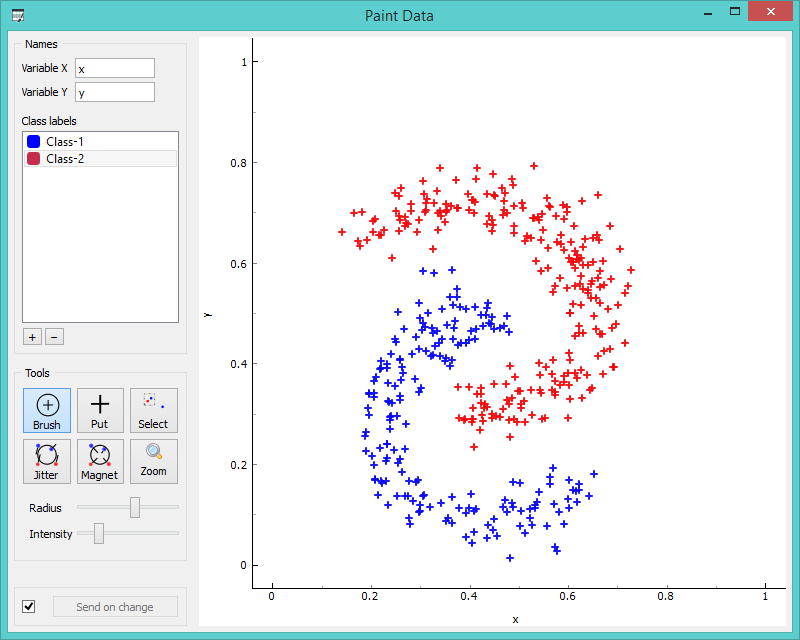 Paint Data
Names
Variable X x
Variable Y y
Class labels
Class-1
Class-2
+ −
Tools
Brush Put Select
Jitter Magnet Zoom
Radius
Intensity
Send on change
1
0.8
0.6
0.4
0.2
0
y
0 0.2 0.4 0.6 0.8 1
x